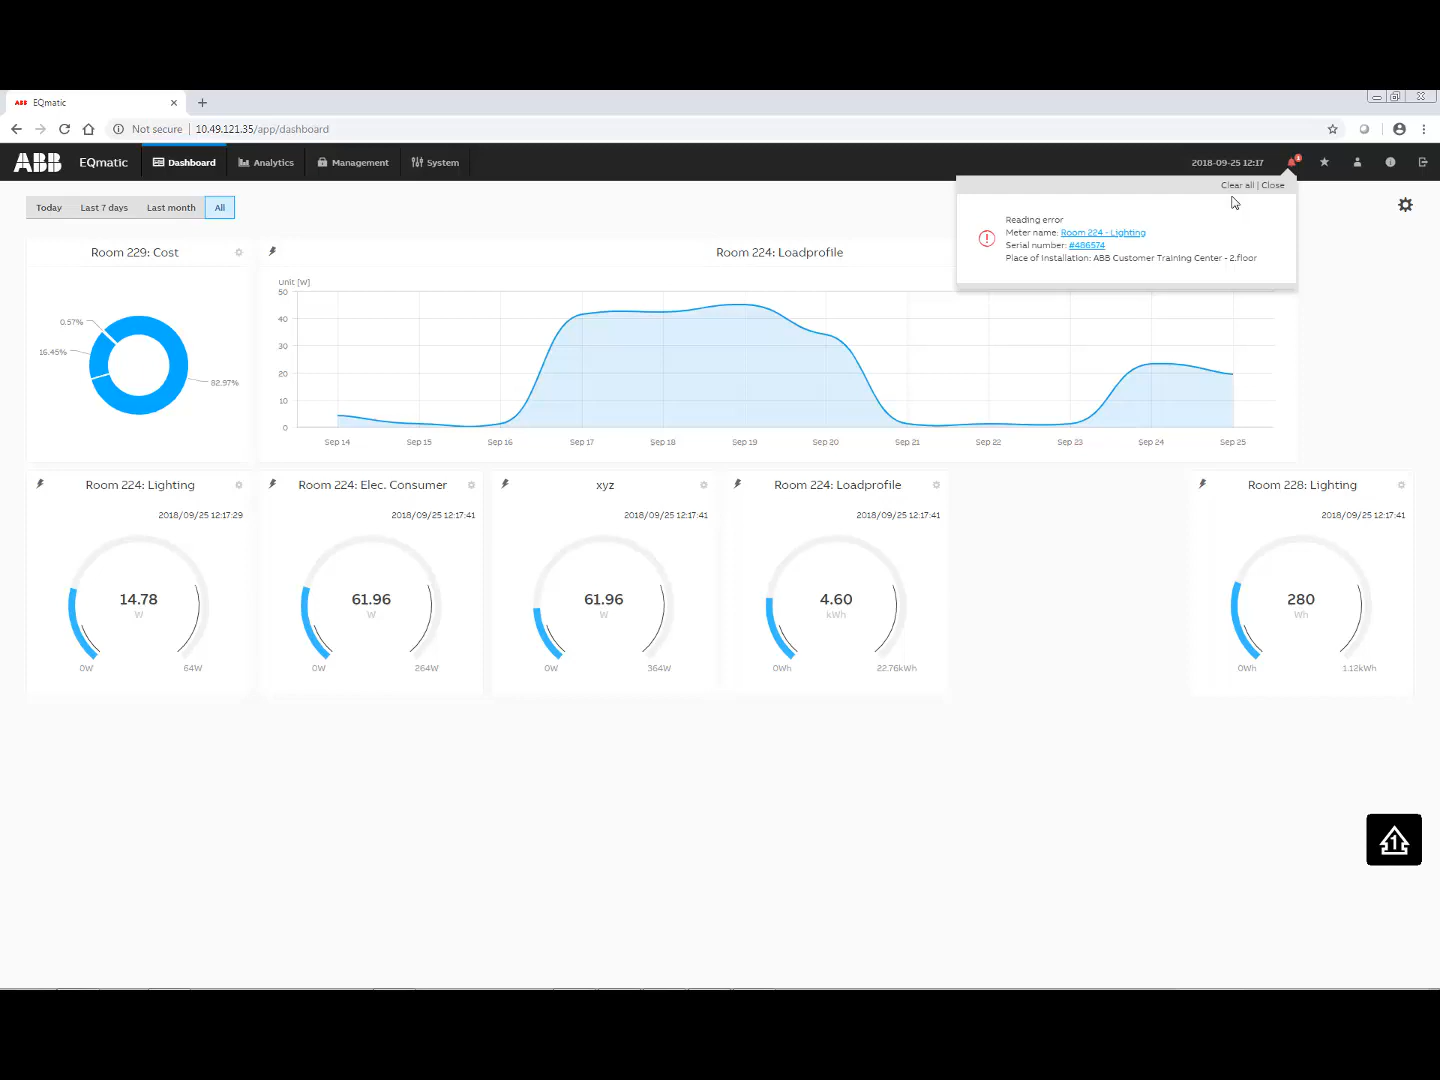 ABB EQmatic
Not secure | 10.49.121.35/app/dashboard
ABB EQmatic Dashboard Analytics Management System 2018-09-25 12:17
Clear all | Close
Reading error
Meter name: Room 224 - Lighting
Serial number: #486574
Place of Installation: ABB Customer Training Center - 2.floor
Today Last 7 days Last month All
Room 229: Cost
0.57%
16.45%
82.97%
Room 224: Loadprofile
Unit [W]
50
40
30
20
10
0
Sep 14 Sep 15 Sep 16 Sep 17 Sep 18 Sep 19 Sep 20 Sep 21 Sep 22 Sep 23 Sep 24 Sep 25
Room 224: Lighting
2018/09/25 12:17:29
14.78
W
0W 64W
Room 224: Elec. Consumer
2018/09/25 12:17:41
61.96
W
0W 264W
xyz
2018/09/25 12:17:41
61.96
W
0W 364W
Room 224: Loadprofile
2018/09/25 12:17:41
4.60
kWh
0Wh 22.76kWh
Room 228: Lighting
2018/09/25 12:17:41
280
Wh
0Wh 1.12kWh
1